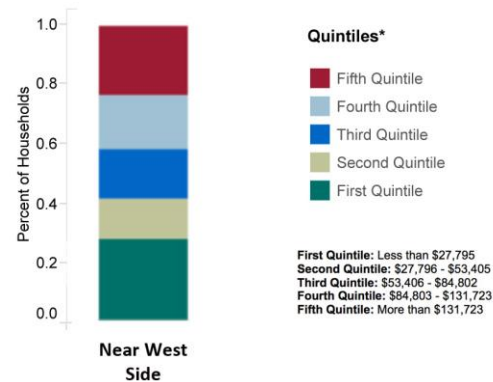 Percent of Households
1.0
0.8
0.6
0.4
0.2
0.0
Near West
Side
Quintiles*
Fifth Quintile
Fourth Quintile
Third Quintile
Second Quintile
First Quintile
First Quintile: Less than $27,795
Second Quintile: $27,796 - $53,405
Third Quintile: $53,406 - $84,802
Fourth Quintile: $84,803 - $131,723
Fifth Quintile: More than $131,723